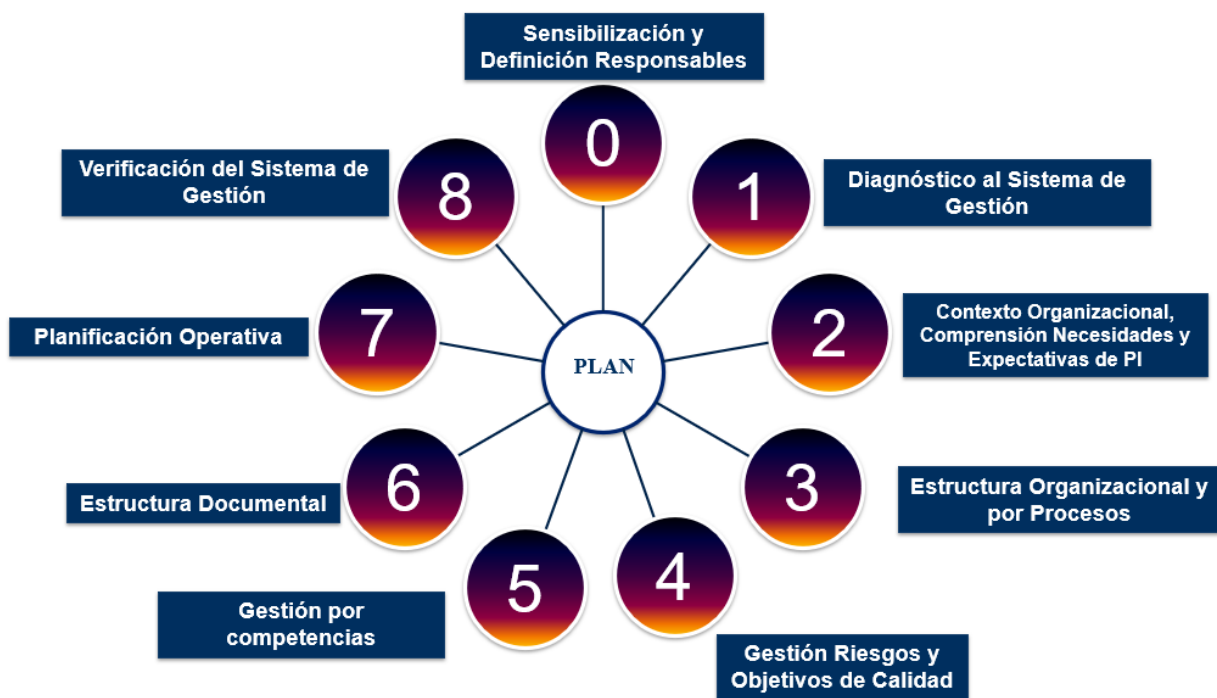 Sensibilización y
Definición Responsables
0
1
Diagnóstico al Sistema de
Gestión
2
Contexto Organizacional,
Comprensión Necesidades y
Expectativas de PI
3
Estructura Organizacional y
por Procesos
4
Gestión Riesgos y
Objetivos de Calidad
5
Gestión por
competencias
6
Estructura Documental
7
Planificación Operativa
8
Verificación del Sistema de
Gestión
PLAN